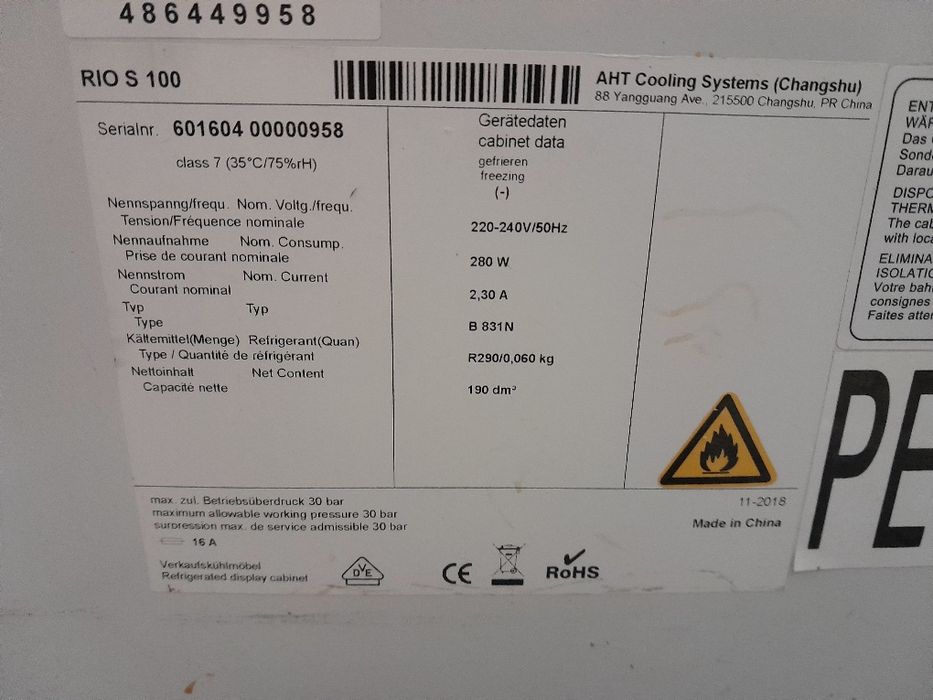 486449958
RIO S 100
AHT Cooling Systems (Changshu)
88 Yangguang Ave., 215500 Changshu, PR China
Serialnr. 601604 00000958
class 7 (35°C/75%rH)
Gerätedaten
cabinet data
gefrieren
freezing
(-)
Nennspanng/frequ. Nom. Voltg./frequ.
Tension/Fréquence nominale
220-240V/50Hz
Nennaufnahme Nom. Consump.
Prise de courant nominale
280 W
Nennstrom Nom. Current
Courant nominal
2,30 A
Typ Typ
Type
B 831N
Kältemittel(Menge) Refrigerant(Quan)
Type / Quantité de réfrigérant
R290/0,060 kg
Nettoinhalt Net Content
Capacité nette
190 dm³
max. zul. Betriebsüberdruck 30 bar
maximum allowable working pressure 30 bar
surpression max. de service admissible 30 bar
16 A
Verkaufskühlmöbel
Refrigerated display cabinet
DVE
CE
RoHS
11-2018
Made in China
ENT
WÄR
Das
Sond
Darau
DISPO
THERM
The cab
with loca
ELIMINA
ISOLATIO
Votre bah
consignes
Faites atten
PE